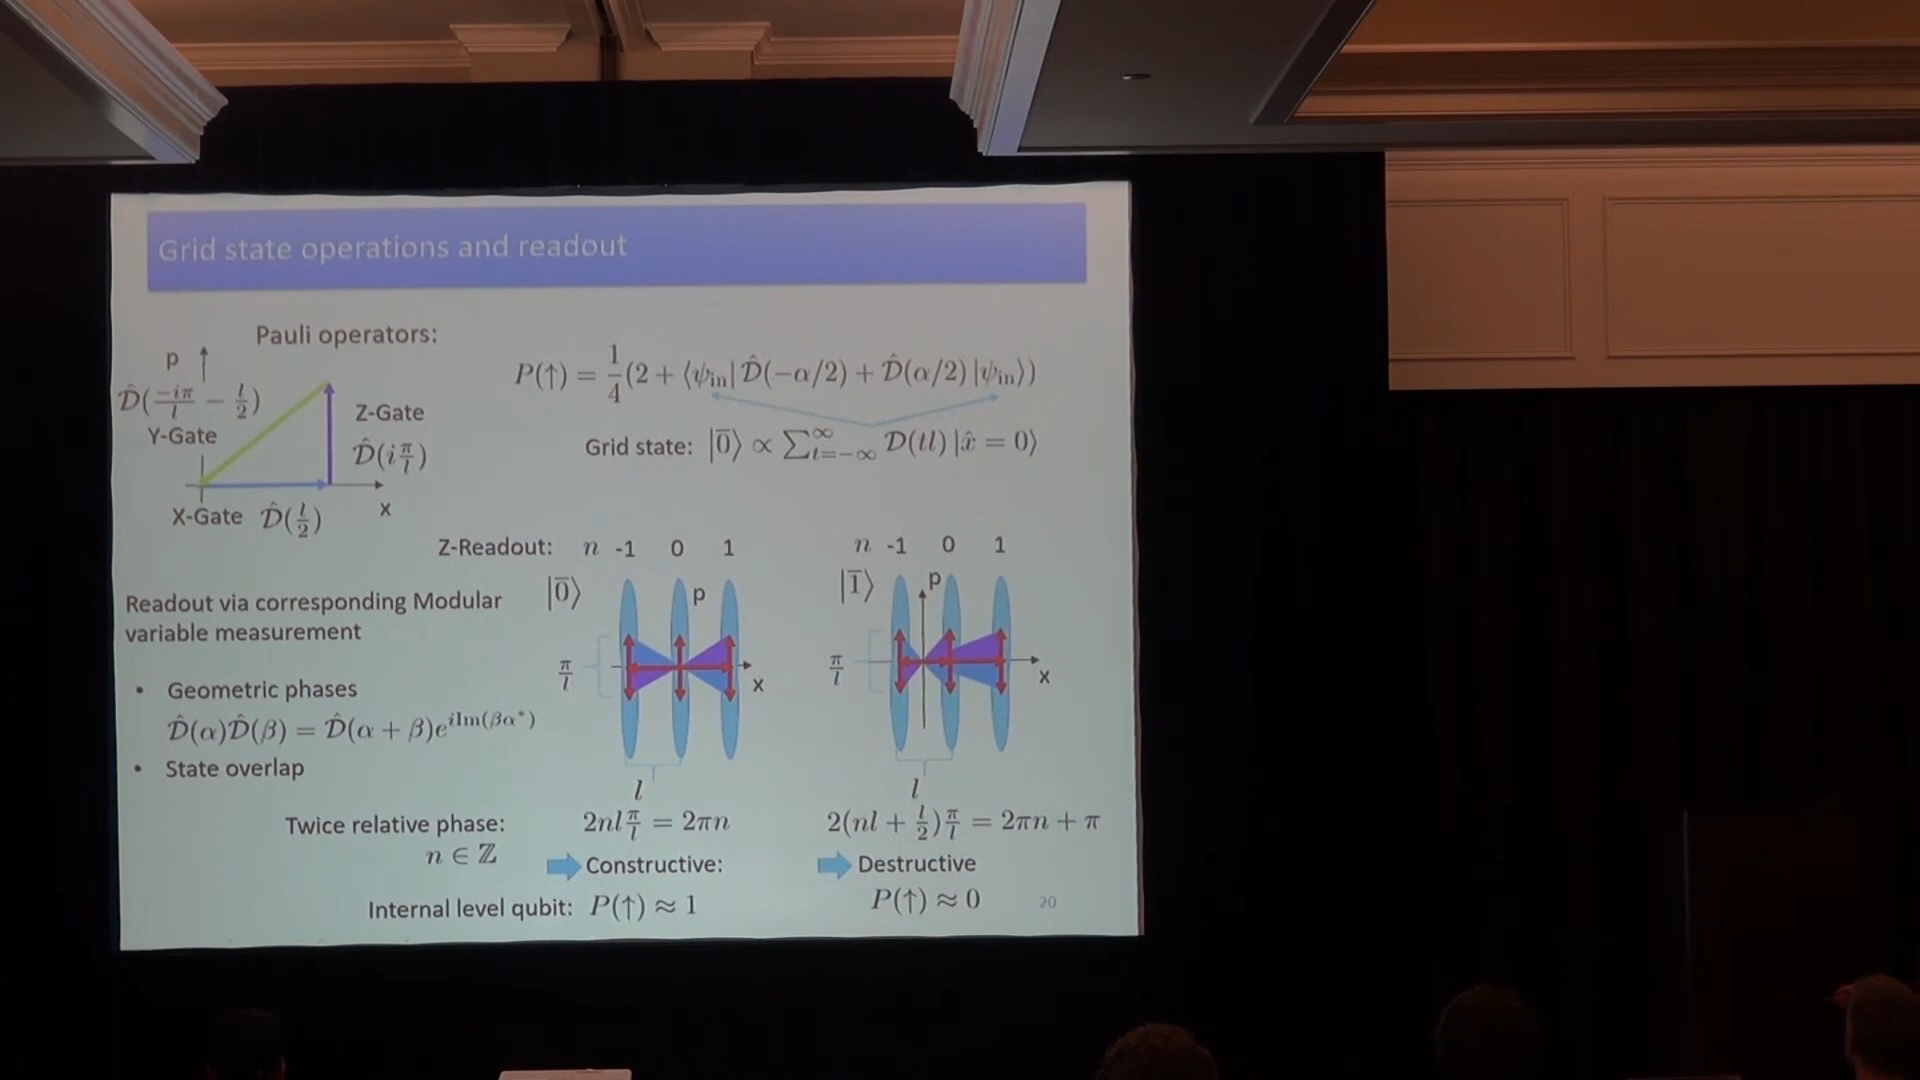 Grid state operations and readout
Pauli operators:
p
D̂(−iπ/l − l/2)
Y-Gate
Z-Gate
D̂(i π/l)
X-Gate D̂(l/2)
x
P(↑) = 1/4 (2 + ⟨ψin| D̂(−α/2) + D̂(α/2) |ψin⟩)
Grid state: |0̅⟩ ∝ ∑_{t=−∞}^{∞} D(tl) |x̂ = 0⟩
Z-Readout: n -1 0 1
n -1 0 1
Readout via corresponding Modular
variable measurement
• Geometric phases
D̂(α)D̂(β) = D̂(α + β)e^{iIm(βα*)}
• State overlap
|0̅⟩
p
π/l
x
l
|1̅⟩
p
π/l
x
l
Twice relative phase: 2nl π/l = 2πn
2(nl + l/2) π/l = 2πn + π
n ∈ ℤ
Constructive:
Destructive
Internal level qubit: P(↑) ≈ 1
P(↑) ≈ 0
20